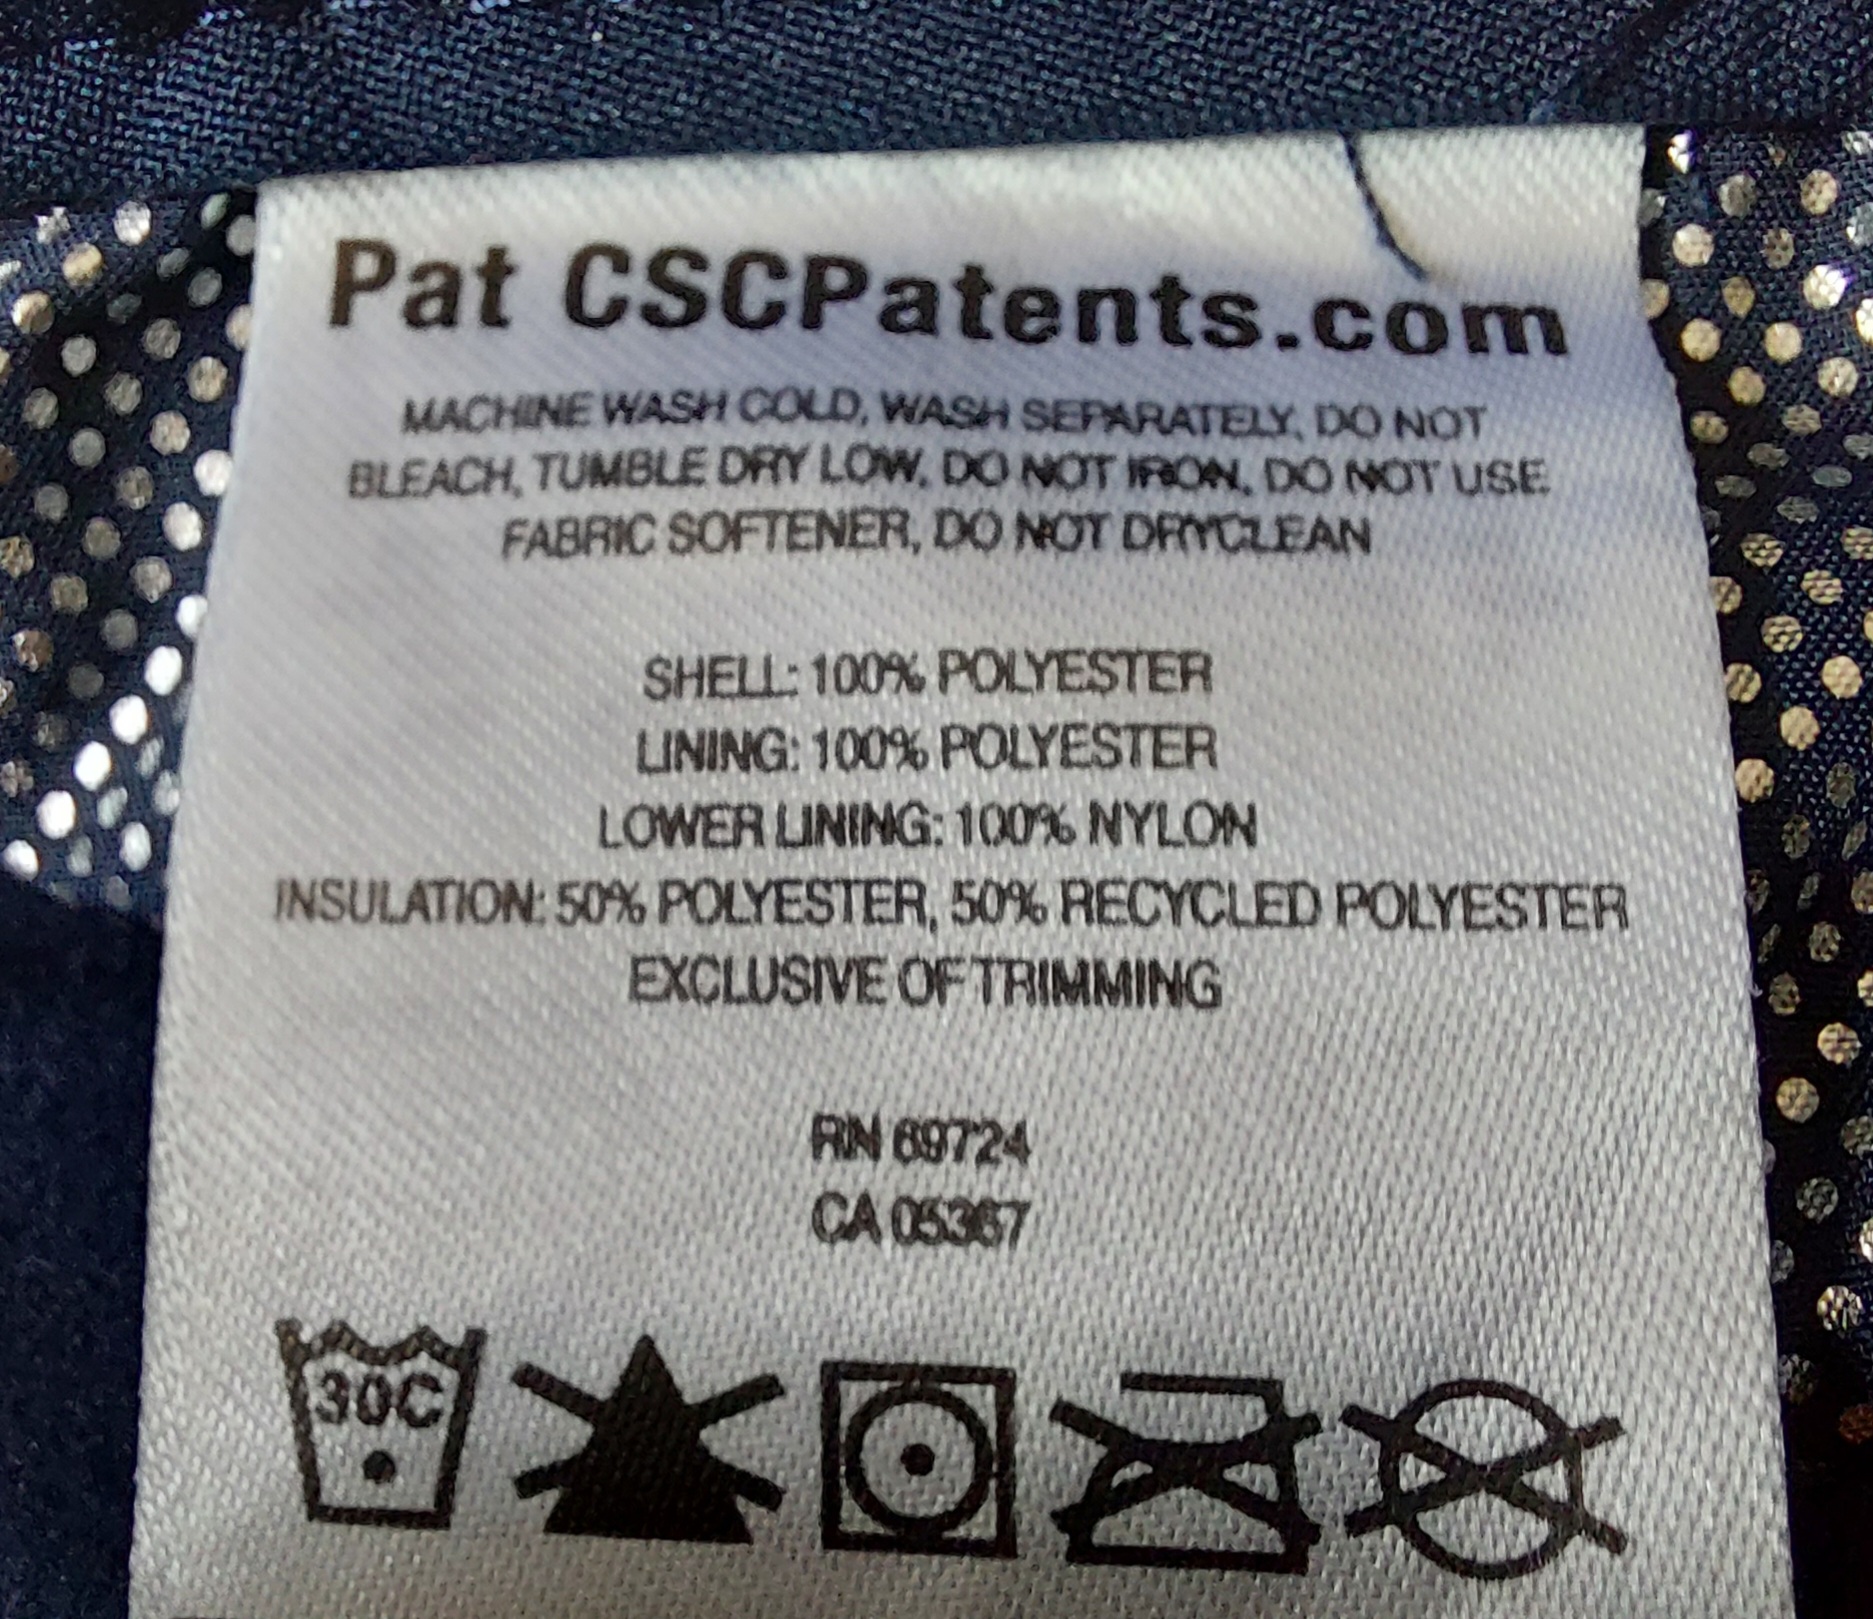 Pat CSCPatents.com
MACHINE WASH COLD, WASH SEPARATELY, DO NOT
BLEACH, TUMBLE DRY LOW, DO NOT IRON, DO NOT USE
FABRIC SOFTENER, DO NOT DRYCLEAN
SHELL: 100% POLYESTER
LINING: 100% POLYESTER
LOWER LINING: 100% NYLON
INSULATION: 50% POLYESTER, 50% RECYCLED POLYESTER
EXCLUSIVE OF TRIMMING
RN 69724
CA 05367
30C